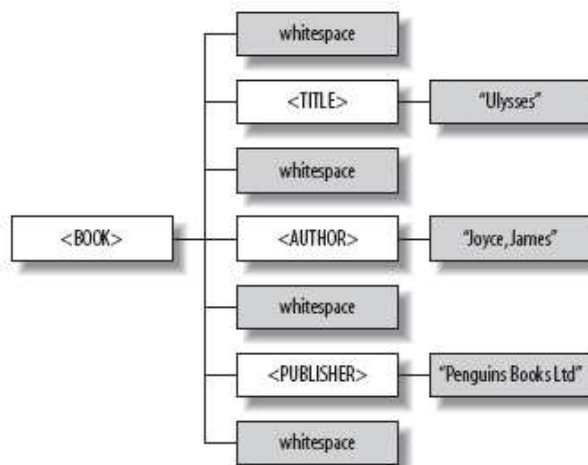 whitespace
<TITLE>
"Ulysses"
whitespace
<BOOK>
<AUTHOR>
"Joyce, James"
whitespace
<PUBLISHER>
"Penguins Books Ltd"
whitespace